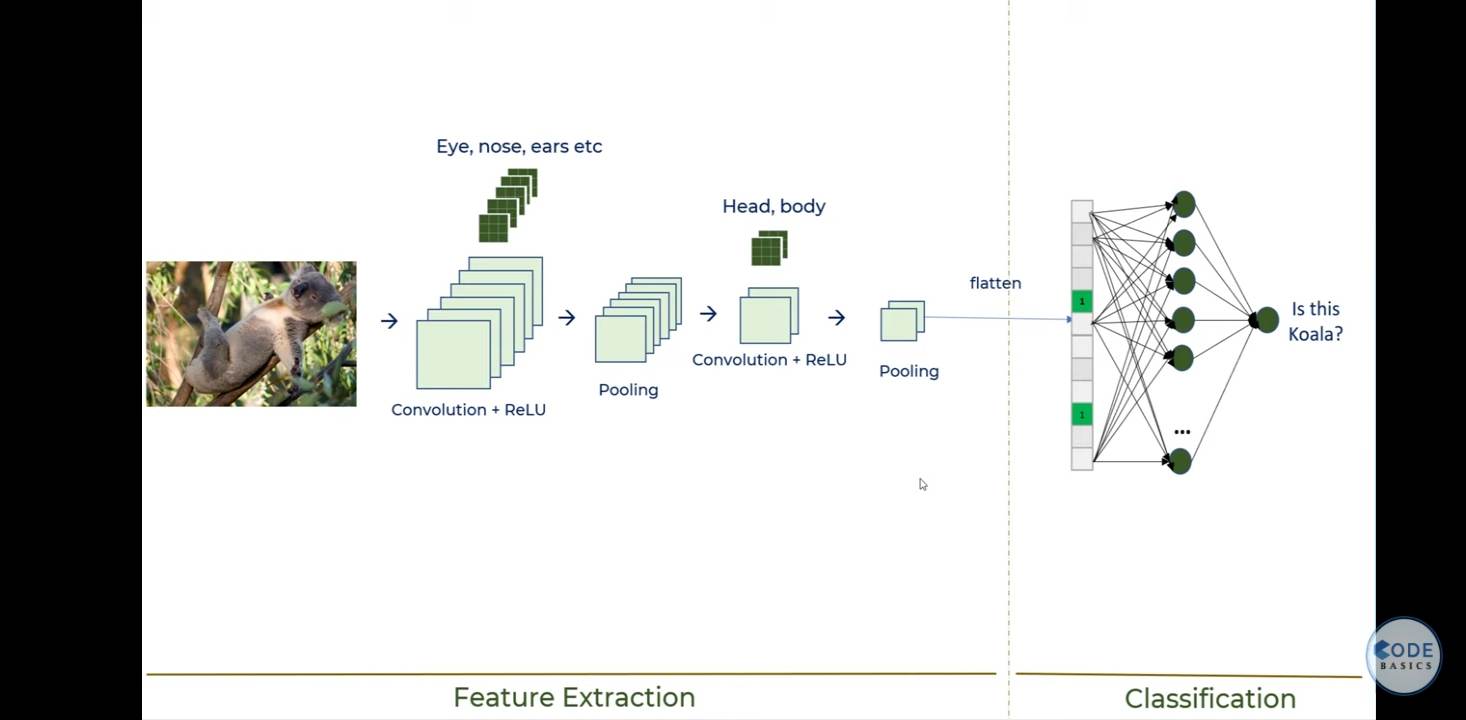 Eye, nose, ears etc
Head, body
flatten
1
1
...
Is this
Koala?
Convolution + ReLU
Pooling
Convolution + ReLU
Pooling
Feature Extraction
Classification
CODE
BASICS